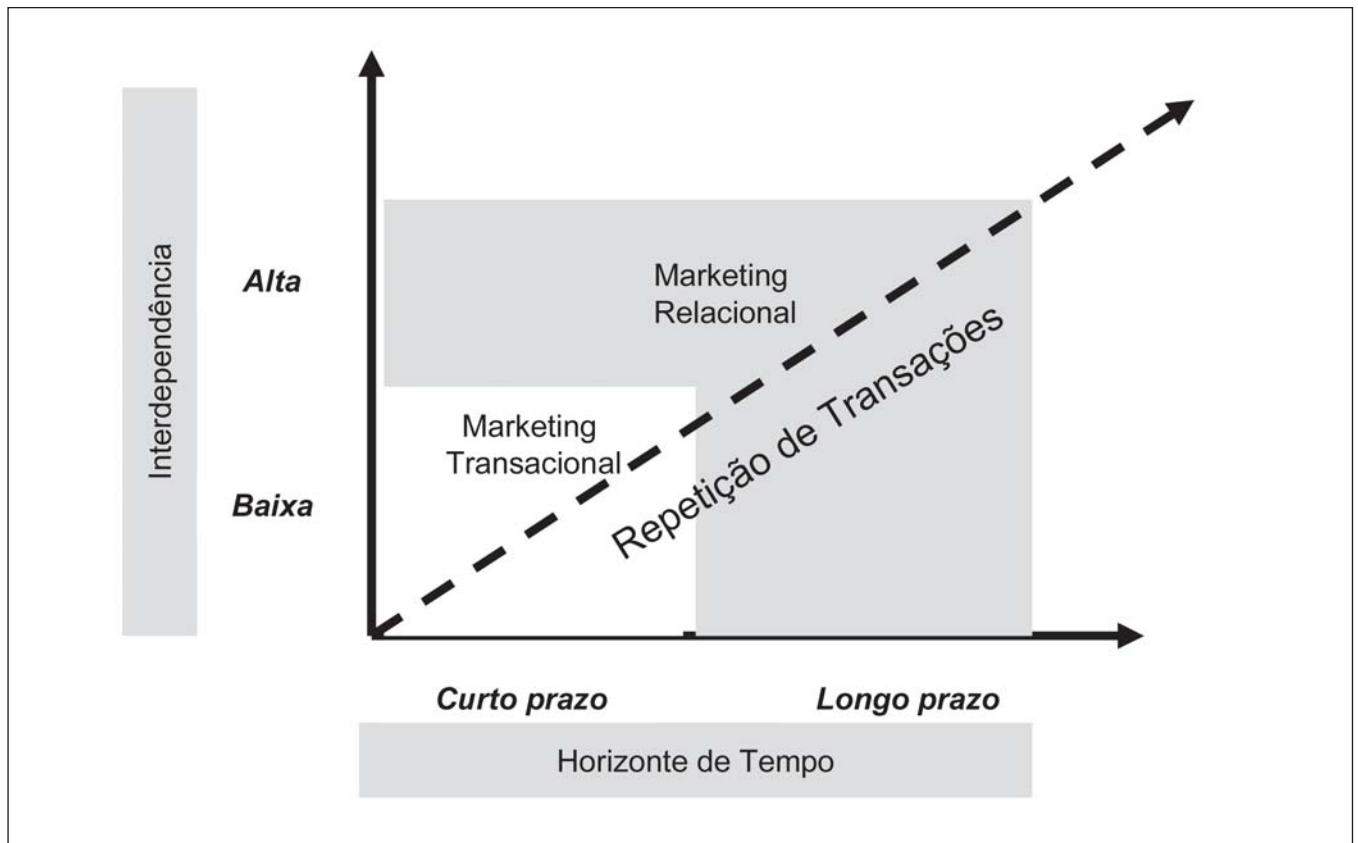 Interdependência
Alta
Baixa
Marketing
Relacional
Marketing
Transacional
Repetição de Transações
Curto prazo
Longo prazo
Horizonte de Tempo